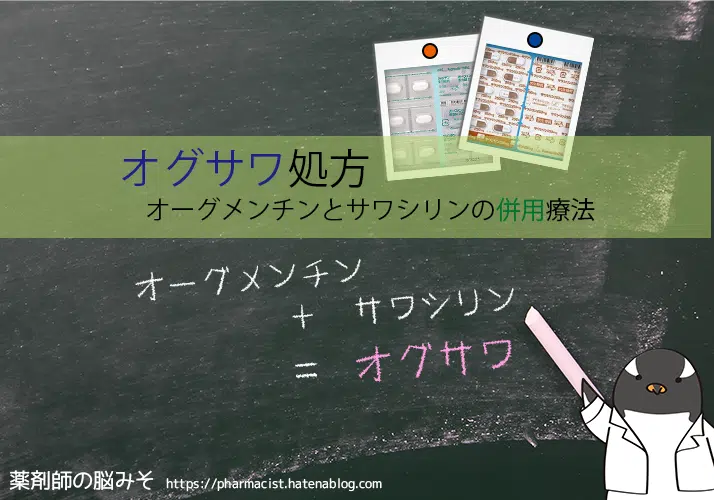 オグサワ処方
オーグメンチンとサワシリンの併用療法
オーグメンチン
+ サワシリン
= オグサワ
薬剤師の脳みそ https://pharmacist.hatenablog.com